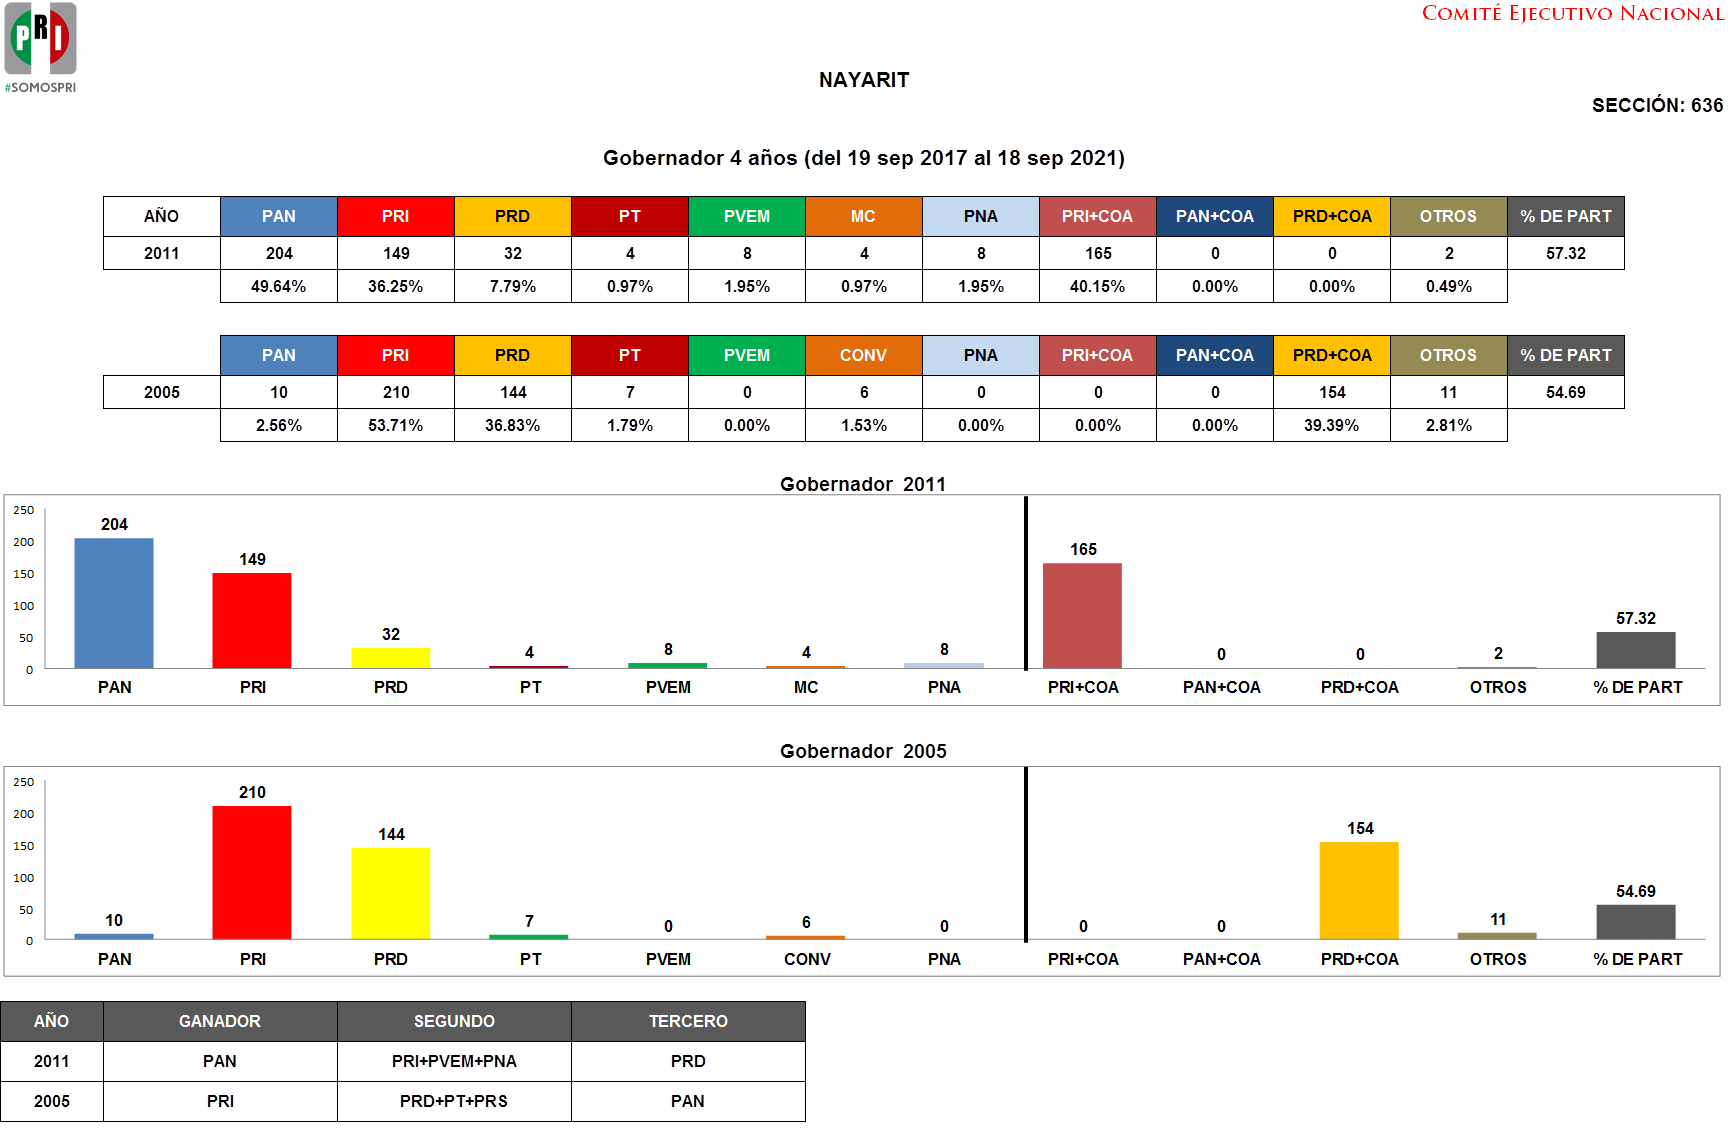 PRI
#SOMOSPRI
COMITÉ EJECUTIVO NACIONAL
NAYARIT
SECCIÓN: 636
Gobernador 4 años (del 19 sep 2017 al 18 sep 2021)
AÑO PAN PRI PRD PT PVEM MC PNA PRI+COA PAN+COA PRD+COA OTROS % DE PART
2011 204 149 32 4 8 4 8 165 0 0 2 57.32
49.64% 36.25% 7.79% 0.97% 1.95% 0.97% 1.95% 40.15% 0.00% 0.00% 0.49%
PAN PRI PRD PT PVEM CONV PNA PRI+COA PAN+COA PRD+COA OTROS % DE PART
2005 10 210 144 7 0 6 0 0 0 154 11 54.69
2.56% 53.71% 36.83% 1.79% 0.00% 1.53% 0.00% 0.00% 0.00% 39.39% 2.81%
Gobernador 2011
250
200
150
100
50
0
204 149 32 4 8 4 8 165 0 0 2 57.32
PAN PRI PRD PT PVEM MC PNA PRI+COA PAN+COA PRD+COA OTROS % DE PART
Gobernador 2005
250
200
150
100
50
0
10 210 144 7 0 6 0 0 0 154 11 54.69
PAN PRI PRD PT PVEM CONV PNA PRI+COA PAN+COA PRD+COA OTROS % DE PART
AÑO GANADOR SEGUNDO TERCERO
2011 PAN PRI+PVEM+PNA PRD
2005 PRI PRD+PT+PRS PAN